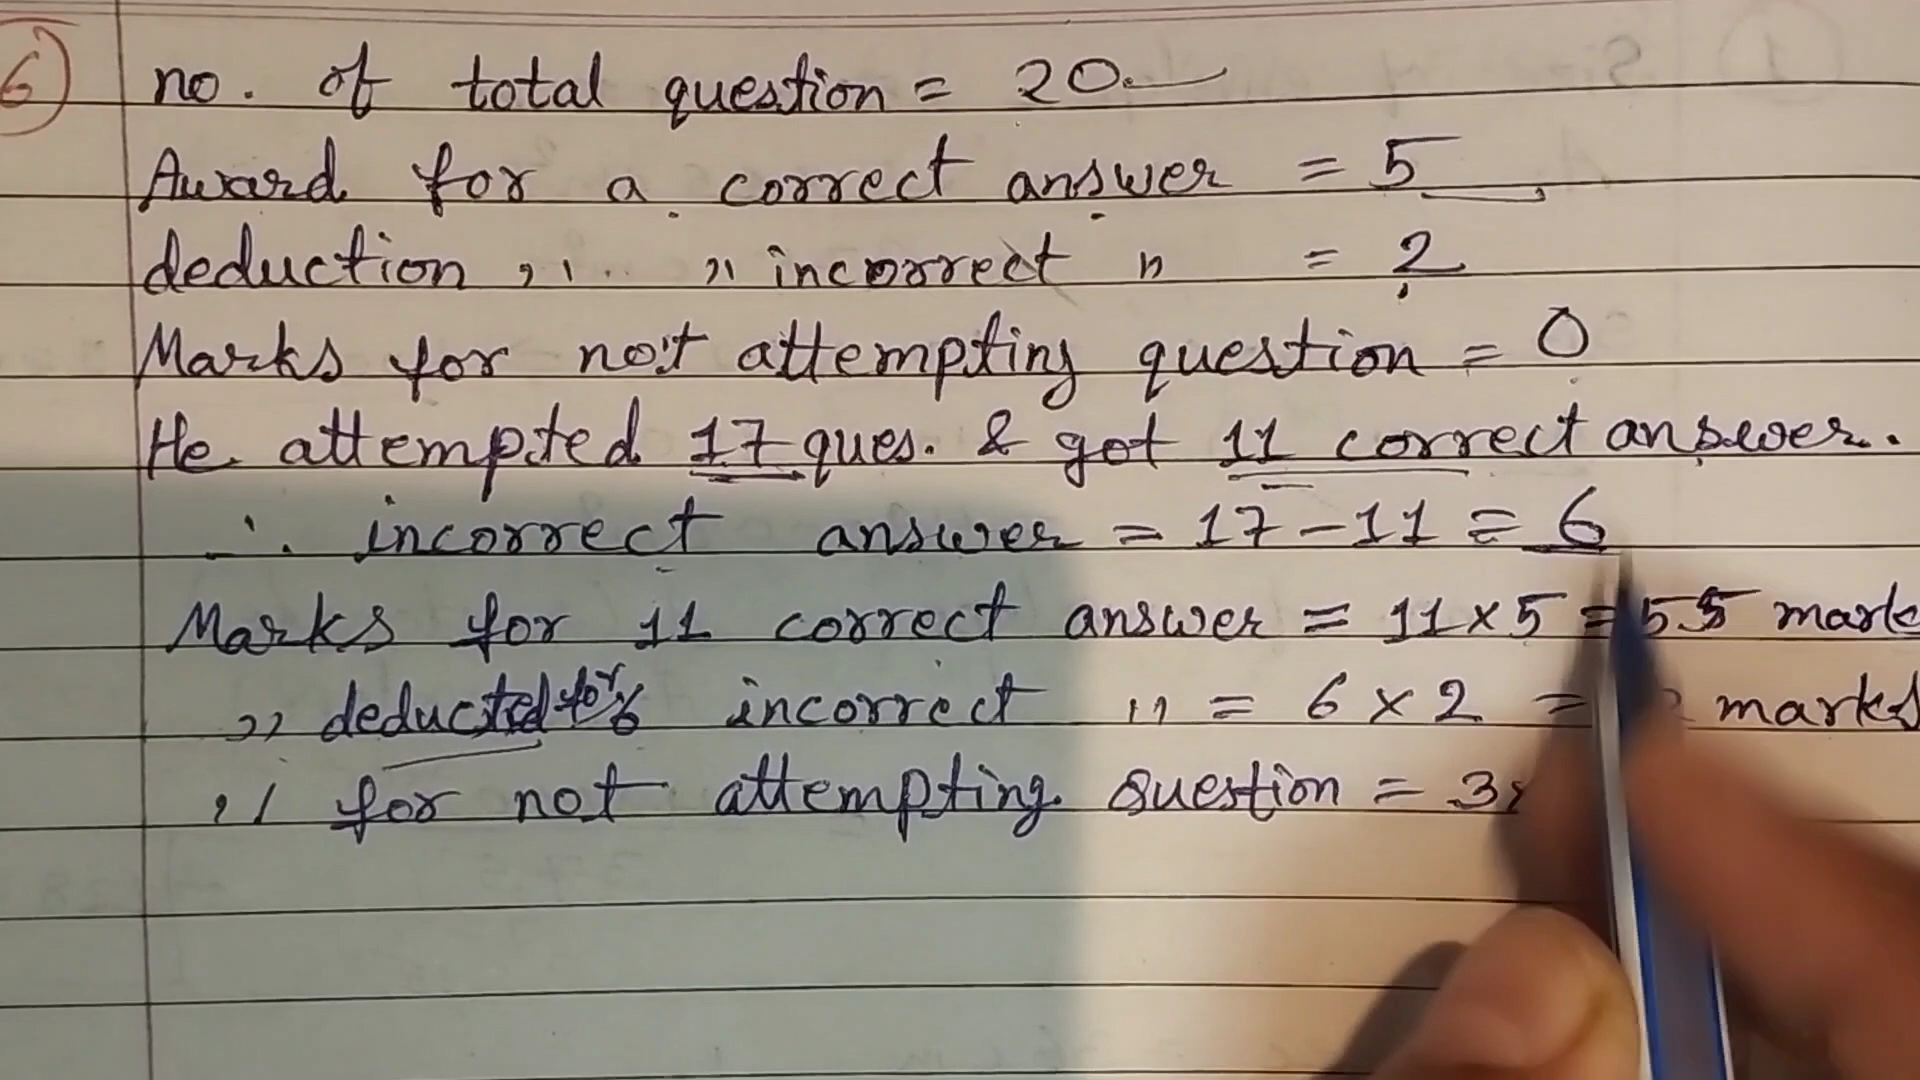 6 no. of total question = 20
Award for a correct answer = 5
deduction ,, ,, incorrect ,, = 2
Marks for not attempting question = 0
He attempted 17 ques. & got 11 correct answer.
∴ incorrect answer = 17 - 11 = 6
Marks for 11 correct answer = 11 x 5 = 55 marks
,, deducted for 6 incorrect ,, = 6 x 2 = marks
,, for not attempting question = 3x